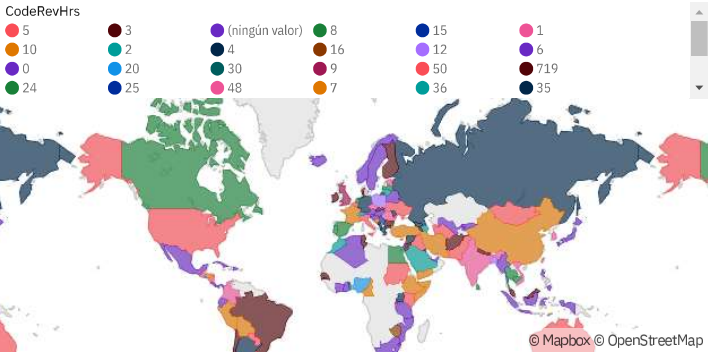 CodeRevHrs
5 3 (ningún valor) 8 15 1
10 2 4 16 12 6
0 20 30 9 50 719
24 25 48 7 36 35
© Mapbox © OpenStreetMap